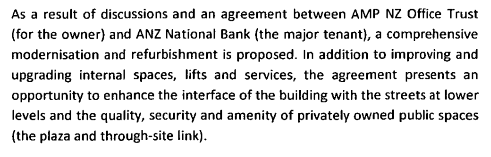 As a result of discussions and an agreement between AMP NZ Office Trust
(for the owner) and ANZ National Bank (the major tenant), a comprehensive
modernisation and refurbishment is proposed. In addition to improving and
upgrading internal spaces, lifts and services, the agreement presents an
opportunity to enhance the interface of the building with the streets at lower
levels and the quality, security and amenity of privately owned public spaces
(the plaza and through-site link).